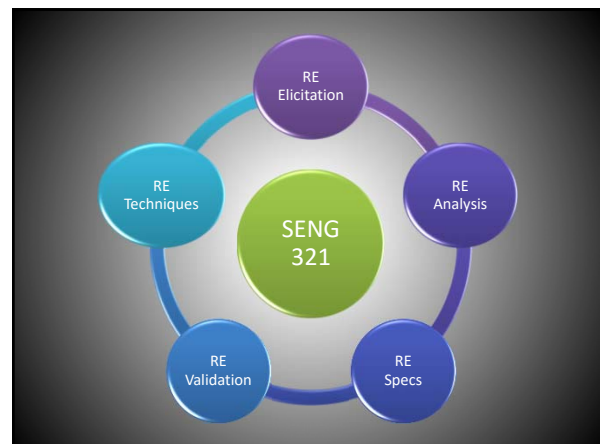 RE
Elicitation
RE
Techniques
RE
Analysis
SENG
321
RE
Validation
RE
Specs